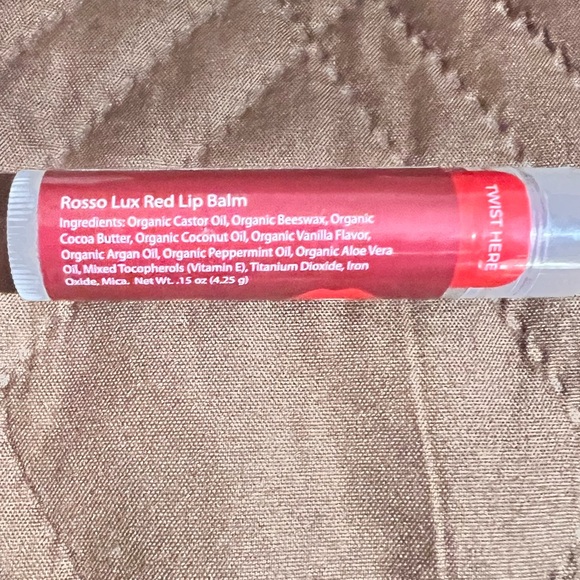 Rosso Lux Red Lip Balm
Ingredients: Organic Castor Oil, Organic Beeswax, Organic
Cocoa Butter, Organic Coconut Oil, Organic Vanilla Flavor,
Organic Argan Oil, Organic Peppermint Oil, Organic Aloe Vera
Oil, Mixed Tocopherols (Vitamin E), Titanium Dioxide, Iron
Oxide, Mica. Net Wt. .15 oz (4.25 g)
TWIST HERE